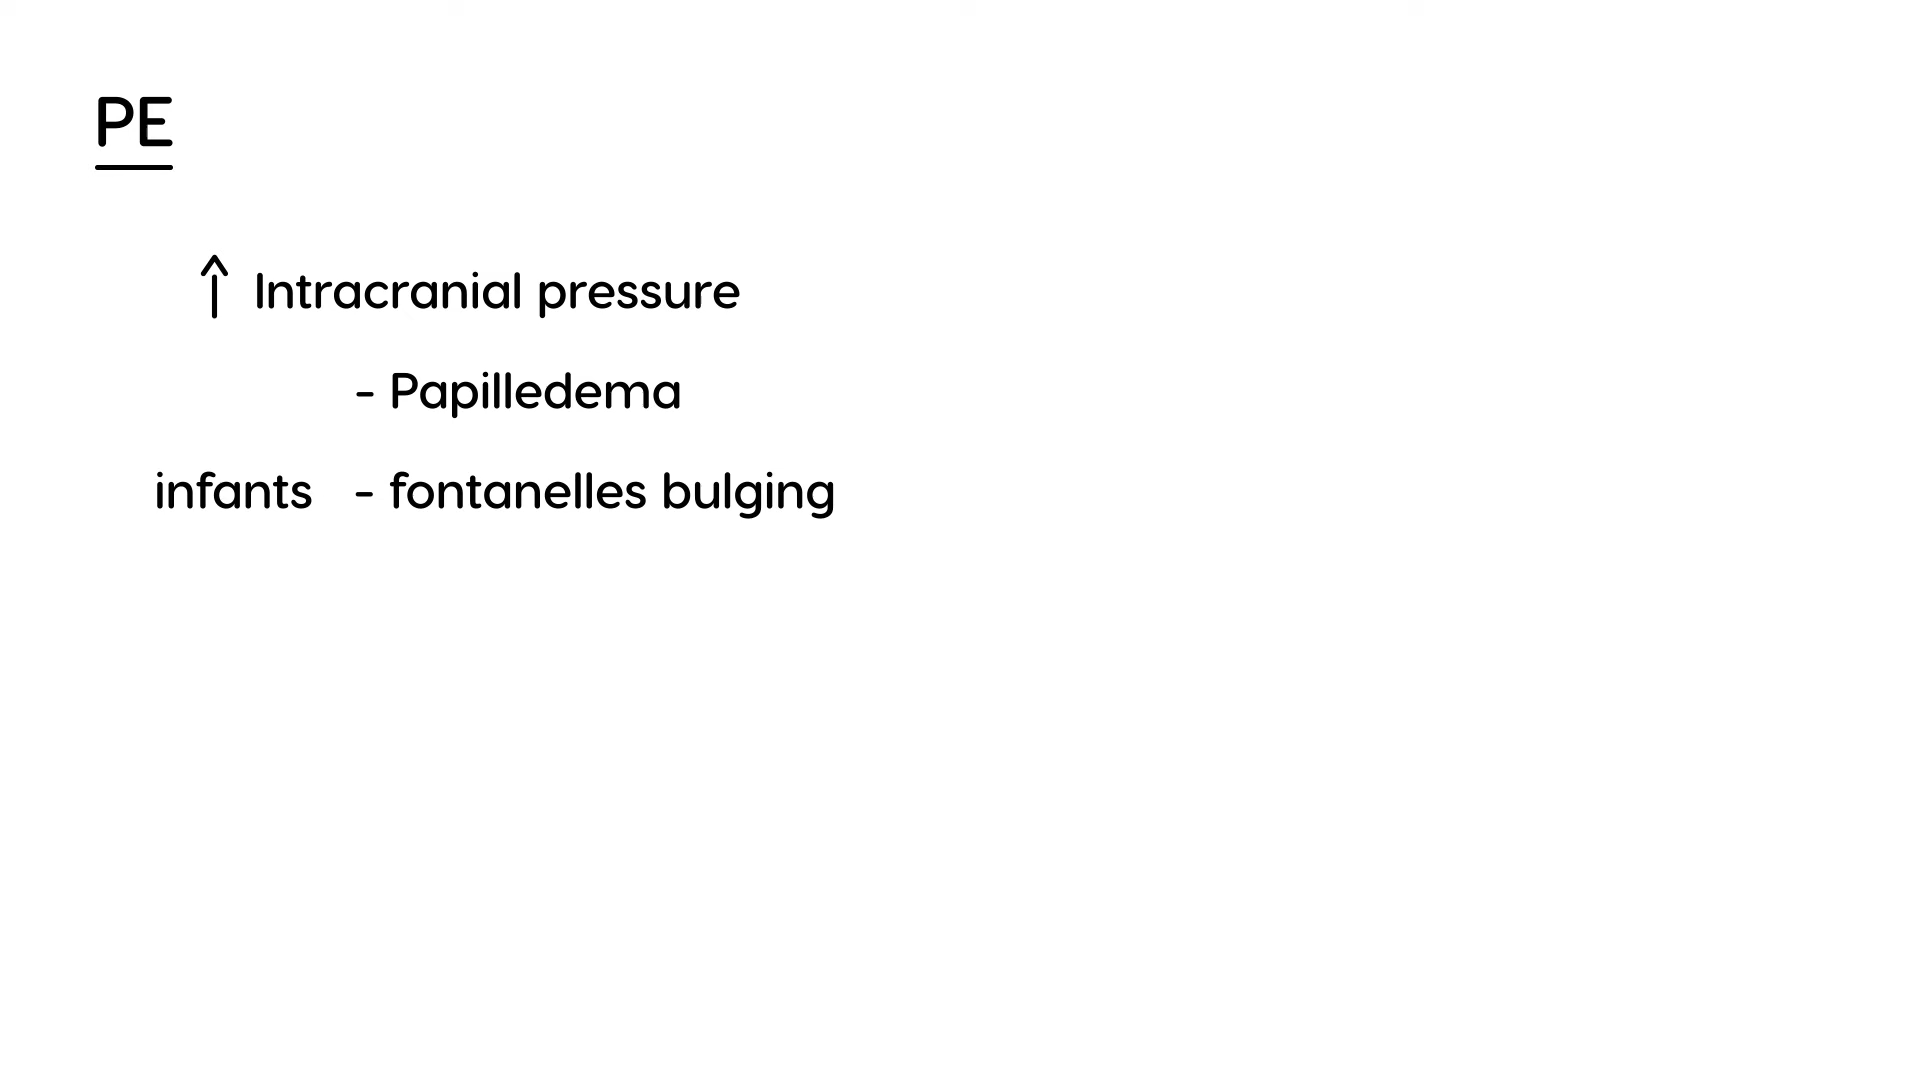 PE
↑ Intracranial pressure
- Papilledema
infants - fontanelles bulging